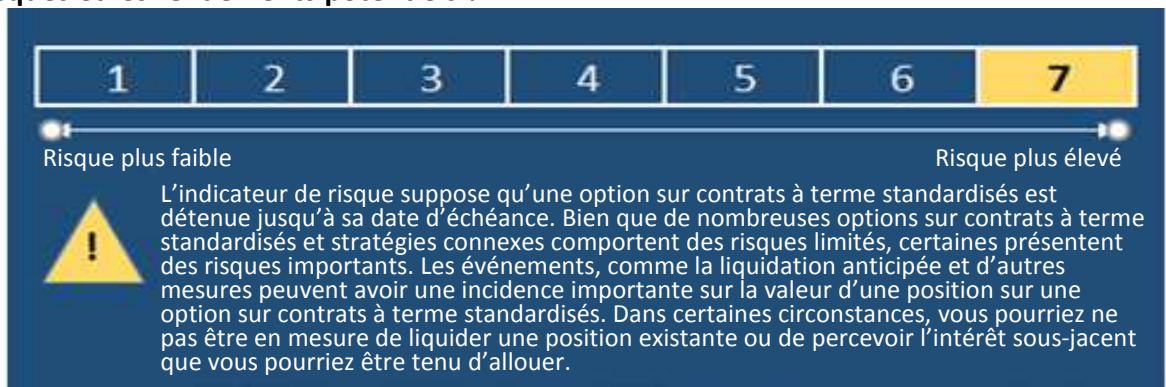 1 2 3 4 5 6 7
Risque plus faible Risque plus élevé
L'indicateur de risque suppose qu'une option sur contrats à terme standardisés est
détenue jusqu'à sa date d'échéance. Bien que de nombreuses options sur contrats à terme
! standardisés et stratégies connexes comportent des risques limités, certaines présentent
des risques importants. Les événements, comme la liquidation anticipée et d'autres
mesures peuvent avoir une incidence importante sur la valeur d'une position sur une
option sur contrats à terme standardisés. Dans certaines circonstances, vous pourriez ne
pas être en mesure de liquider une position existante ou de percevoir l'intérêt sous-jacent
que vous pourriez être tenu d'allouer.